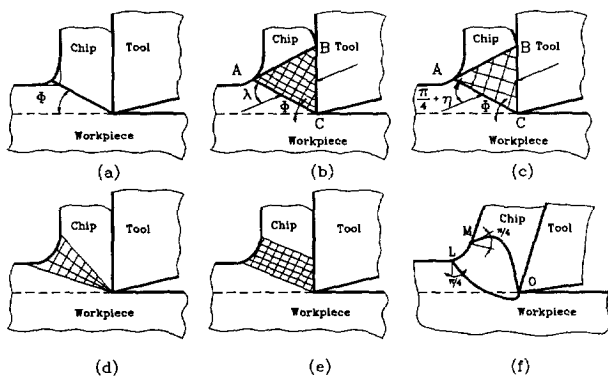 Chip
Tool
Φ
Workpiece
(a)
Chip
B
Tool
A
λ
Φ
C
Workpiece
(b)
Chip
B
Tool
A
π/4 + η
Φ
C
Workpiece
(c)
Chip
Tool
Workpiece
(d)
Chip
Tool
Workpiece
(e)
Chip
Tool
M
π/4
L
π/4
O
Workpiece
(f)